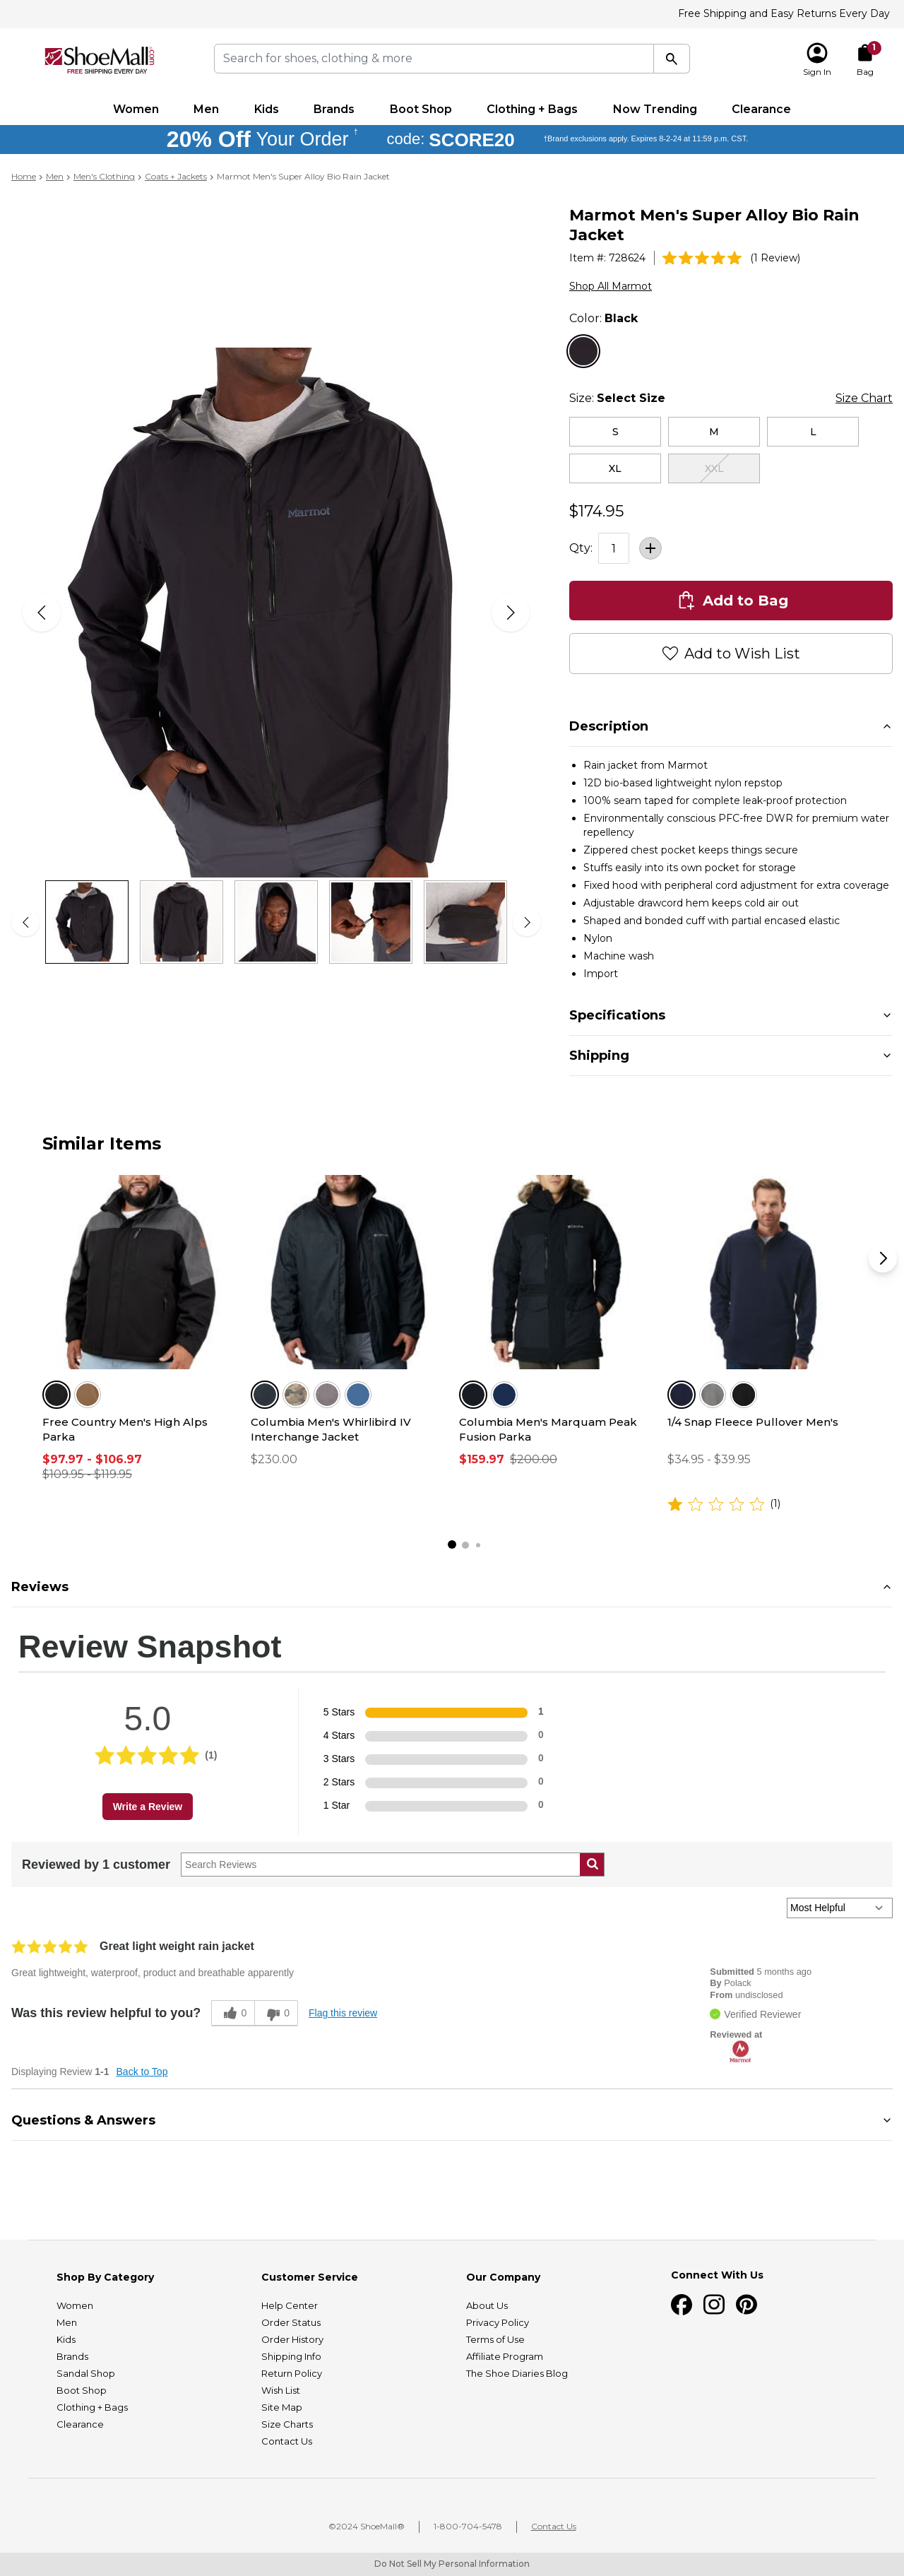 Free Shipping and Easy Returns Every Day
ShoeMall.com
FREE SHIPPING EVERY DAY
Search for shoes, clothing & more
Sign In
1
Bag
Women Men Kids Brands Boot Shop Clothing + Bags Now Trending Clearance
20% Off Your Order † code: SCORE20 †Brand exclusions apply. Expires 8-2-24 at 11:59 p.m. CST.
Home > Men > Men's Clothing > Coats + Jackets > Marmot Men's Super Alloy Bio Rain Jacket
Marmot
Marmot Men's Super Alloy Bio Rain
Jacket
Item #: 728624 (1 Review)
Shop All Marmot
Color: Black
Size: Select Size Size Chart
S M L
XL XXL
$174.95
Qty: 1 +
Add to Bag
Add to Wish List
Description
• Rain jacket from Marmot
• 12D bio-based lightweight nylon repstop
• 100% seam taped for complete leak-proof protection
• Environmentally conscious PFC-free DWR for premium water
repellency
• Zippered chest pocket keeps things secure
• Stuffs easily into its own pocket for storage
• Fixed hood with peripheral cord adjustment for extra coverage
• Adjustable drawcord hem keeps cold air out
• Shaped and bonded cuff with partial encased elastic
• Nylon
• Machine wash
• Import
Specifications
Shipping
Similar Items
Free Country Men's High Alps
Parka
$97.97 - $106.97
$109.95 - $119.95
Columbia Men's Whirlibird IV
Interchange Jacket
$230.00
Columbia Men's Marquam Peak
Fusion Parka
$159.97 $200.00
1/4 Snap Fleece Pullover Men's
$34.95 - $39.95
(1)
Reviews
Review Snapshot
5.0
(1)
Write a Review
5 Stars 1
4 Stars 0
3 Stars 0
2 Stars 0
1 Star 0
Reviewed by 1 customer Search Reviews
Most Helpful
Great light weight rain jacket
Great lightweight, waterproof, product and breathable apparently
Was this review helpful to you? 0 0 Flag this review
Submitted 5 months ago
By Polack
From undisclosed
Verified Reviewer
Reviewed at
Marmot
Displaying Review 1-1 Back to Top
Questions & Answers
Shop By Category
Women
Men
Kids
Brands
Sandal Shop
Boot Shop
Clothing + Bags
Clearance
Customer Service
Help Center
Order Status
Order History
Shipping Info
Return Policy
Wish List
Site Map
Size Charts
Contact Us
Our Company
About Us
Privacy Policy
Terms of Use
Affiliate Program
The Shoe Diaries Blog
Connect With Us
©2024 ShoeMall® 1-800-704-5478 Contact Us
Do Not Sell My Personal Information